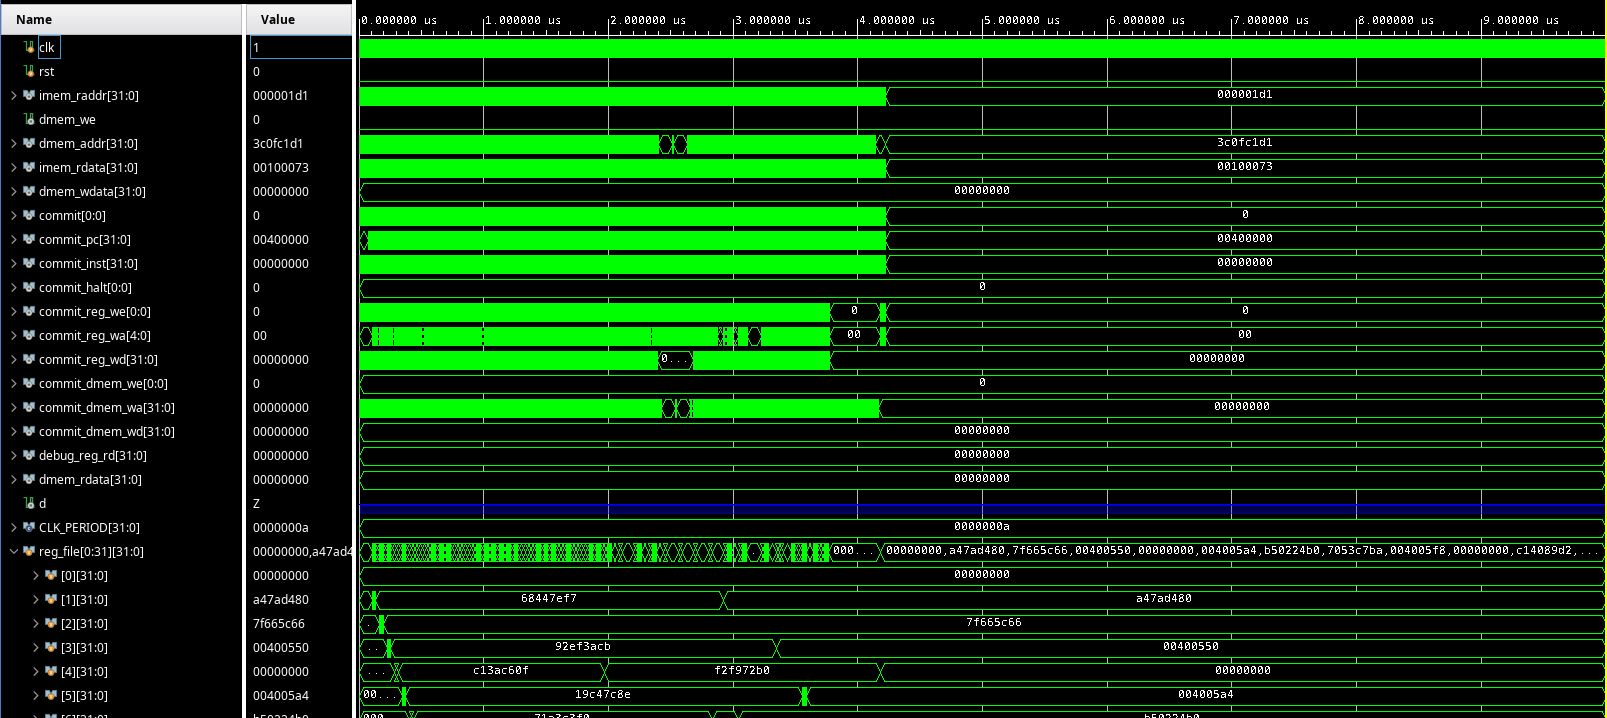 Name Value 0.000000 us 1.000000 us 2.000000 us 3.000000 us 4.000000 us 5.000000 us 6.000000 us 7.000000 us 8.000000 us 9.000000 us
clk 1
rst 0
imem_raddr[31:0] 000001d1 000001d1
dmem_we 0
dmem_addr[31:0] 3c0fc1d1 3c0fc1d1
imem_rdata[31:0] 00100073 00100073
dmem_wdata[31:0] 00000000 00000000
commit[0:0] 0 0
commit_pc[31:0] 00400000 00400000
commit_inst[31:0] 00000000 00000000
commit_halt[0:0] 0 0
commit_reg_we[0:0] 0 0 0
commit_reg_wa[4:0] 00 00 00
commit_reg_wd[31:0] 00000000 0... 00000000
commit_dmem_we[0:0] 0 0
commit_dmem_wa[31:0] 00000000 00000000
commit_dmem_wd[31:0] 00000000 00000000
debug_reg_rd[31:0] 00000000 00000000
dmem_rdata[31:0] 00000000 00000000
d Z
CLK_PERIOD[31:0] 0000000a 0000000a
reg_file[0:31][31:0] 00000000,a47ad4 000... 00000000,a47ad480,7f665c66,00400550,00000000,004005a4,b50224b0,7053c7ba,004005f8,00000000,c14089d2,...
[0][31:0] 00000000 00000000
[1][31:0] a47ad480 68447ef7 a47ad480
[2][31:0] 7f665c66 . 7f665c66
[3][31:0] 00400550 .. 92ef3acb 00400550
[4][31:0] 00000000 ... c13ac60f f2f972b0 00000000
[5][31:0] 004005a4 00... 19c47c8e 004005a4